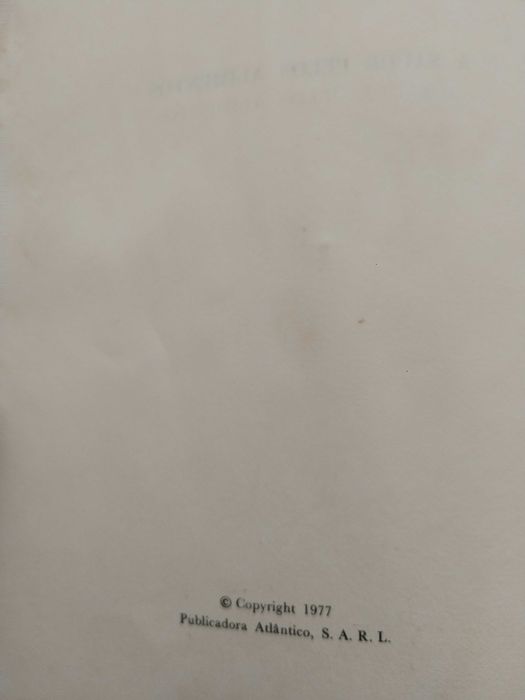 © Copyright 1977
Publicadora Atlântico, S. A. R. L.